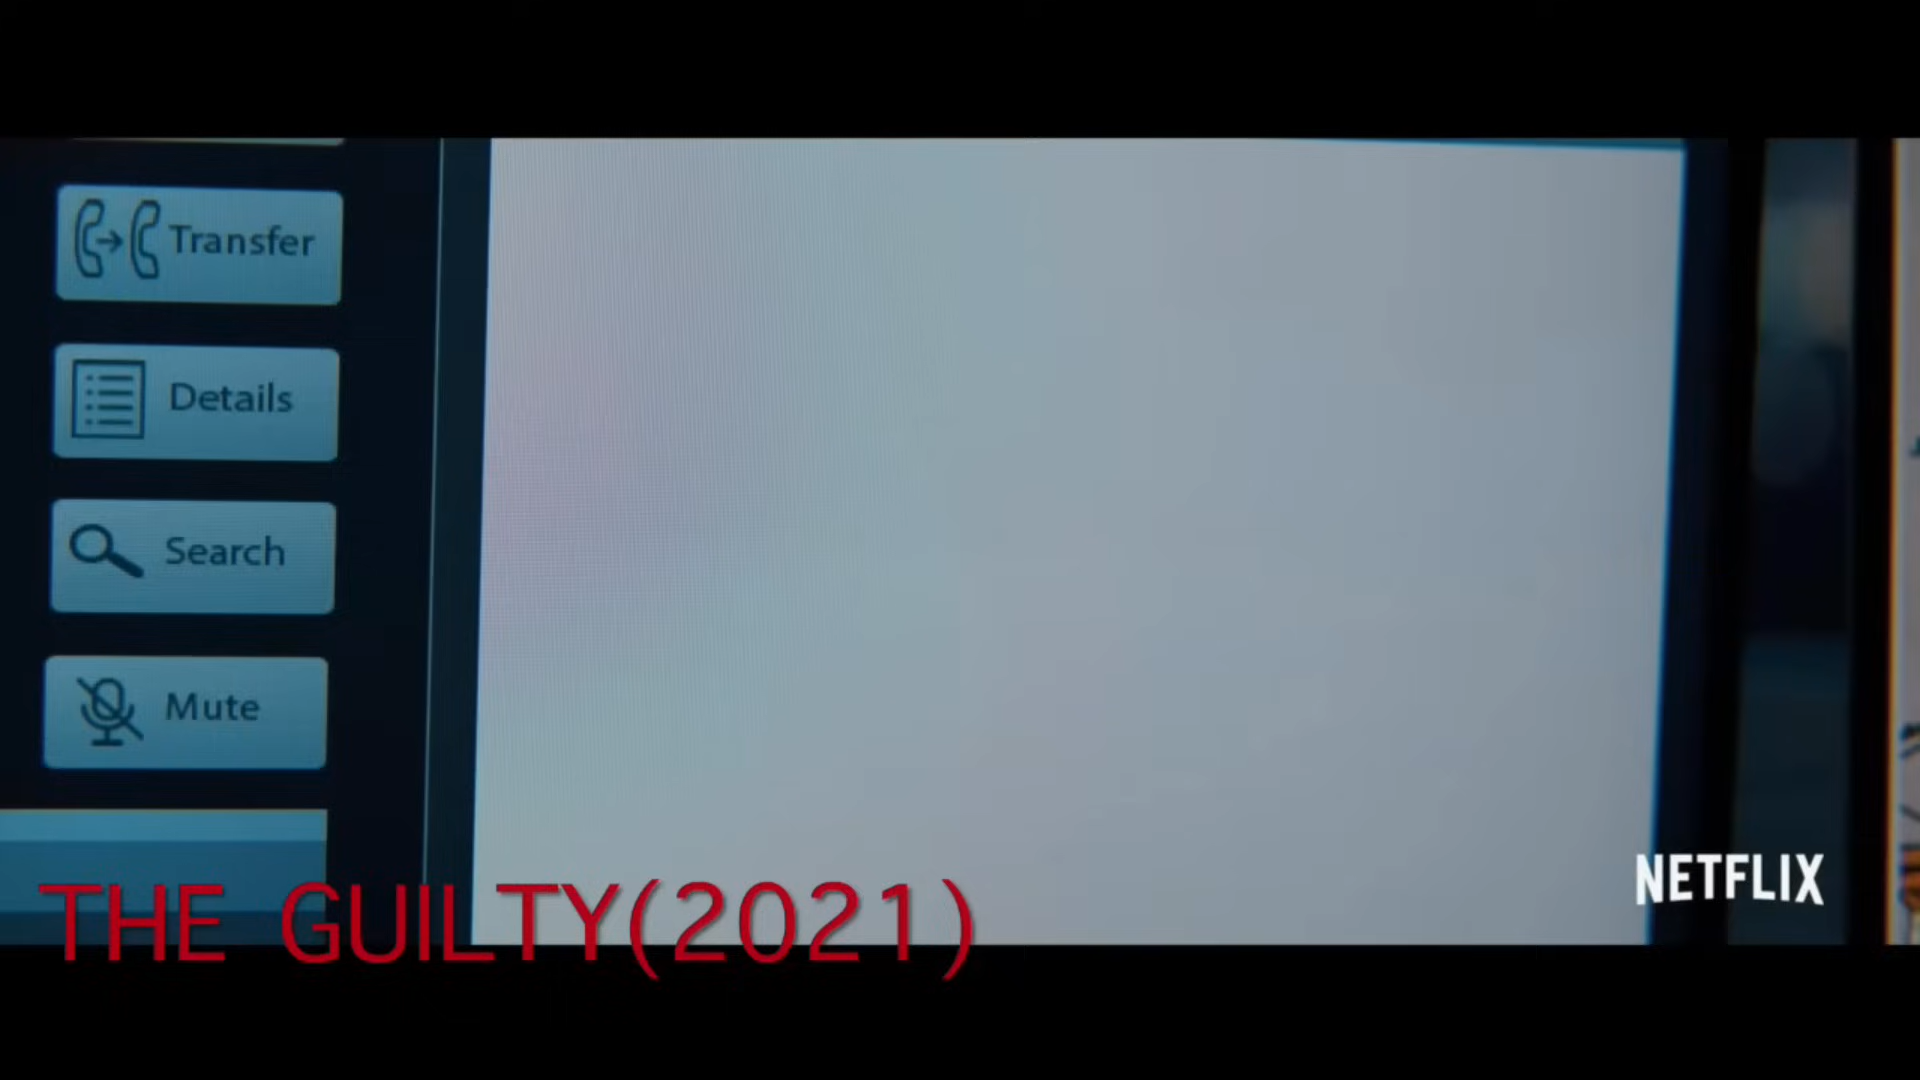 Transfer
Details
Search
Mute
THE GUILTY(2021)
NETFLIX